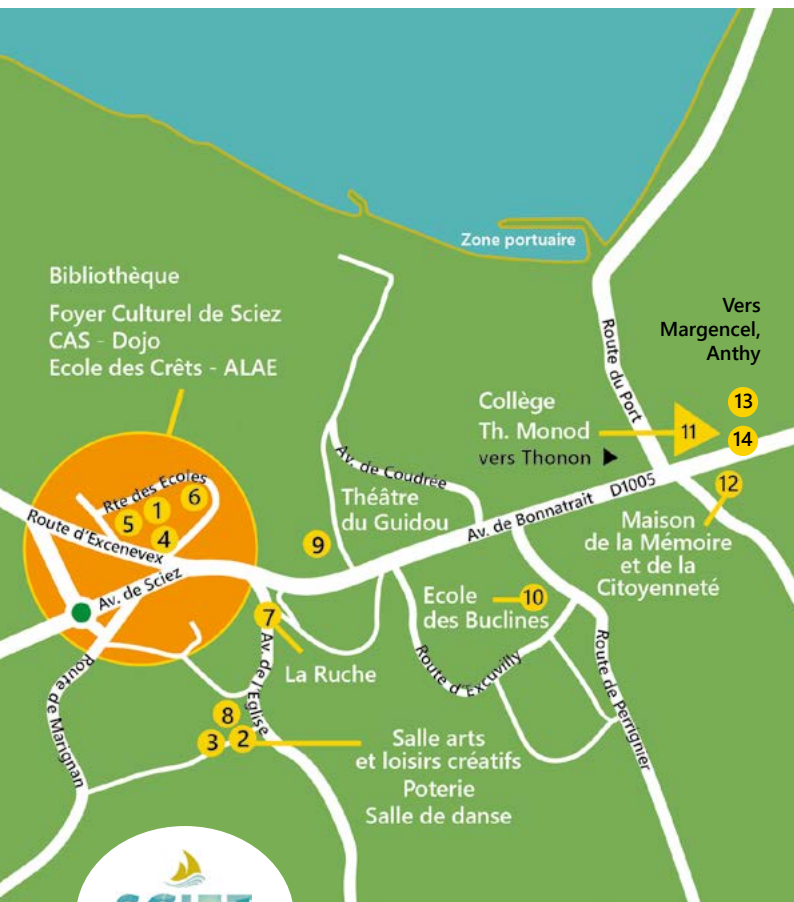 Zone portuaire
Bibliothèque
Foyer Culturel de Sciez
CAS - Dojo
Ecole des Crêts - ALAE
Vers
Margencel,
Anthy
Route du Port
13
14
Collège
Th. Monod
vers Thonon
11
12
Maison
de la Mémoire
et de la
Citoyenneté
Av. de Coudrée
Théâtre
du Guidou
9
Av. de Bonnatrait D1005
Rte des Ecoles
5
1
6
4
Route d'Excenevex
Av. de Sciez
7
La Ruche
Av. de l'Eglise
Ecole
des Buclines
10
Route d'Excuvilly
Route de Perrignier
Route de Marignan
8
3
2
Salle arts
et loisirs créatifs
Poterie
Salle de danse
SCIEZ